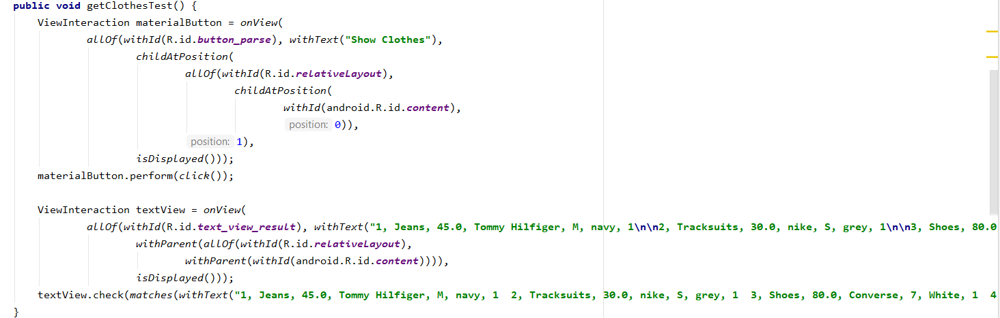 public void getClothesTest() {
ViewInteraction materialButton = onView(
allOf(withId(R.id.button_parse), withText("Show Clothes"),
childAtPosition(
allOf(withId(R.id.relativeLayout),
childAtPosition(
withId(android.R.id.content),
position: 0)),
position: 1),
isDisplayed()));
materialButton.perform(click());
ViewInteraction textView = onView(
allOf(withId(R.id.text_view_result), withText("1, Jeans, 45.0, Tommy Hilfiger, M, navy, 1\n\n2, Tracksuits, 30.0, nike, S, grey, 1\n\n3, Shoes, 80.0
withParent(allOf(withId(R.id.relativeLayout),
withParent(withId(android.R.id.content)))),
isDisplayed()));
textView.check(matches(withText("1, Jeans, 45.0, Tommy Hilfiger, M, navy, 1  2, Tracksuits, 30.0, nike, S, grey, 1  3, Shoes, 80.0, Converse, 7, White, 1  4
}